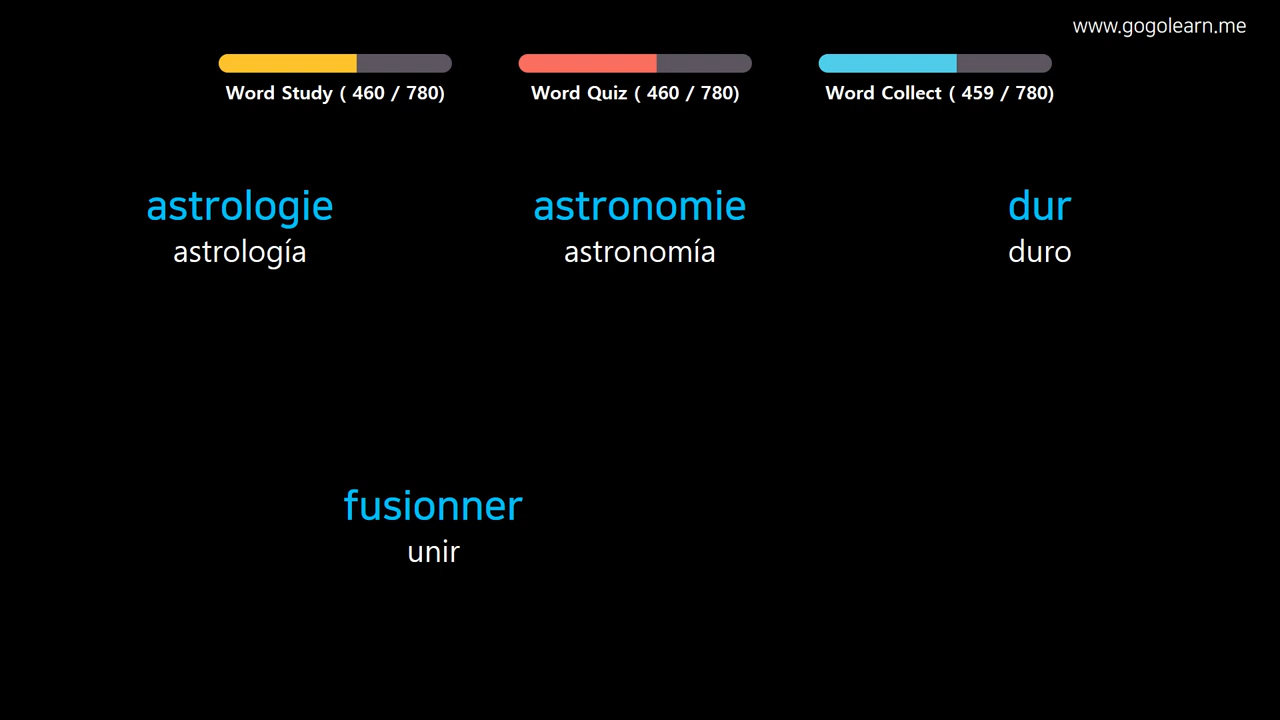 www.gogolearn.me
Word Study ( 460 / 780)
Word Quiz ( 460 / 780)
Word Collect ( 459 / 780)
astrologie
astrología
astronomie
astronomía
dur
duro
fusionner
unir